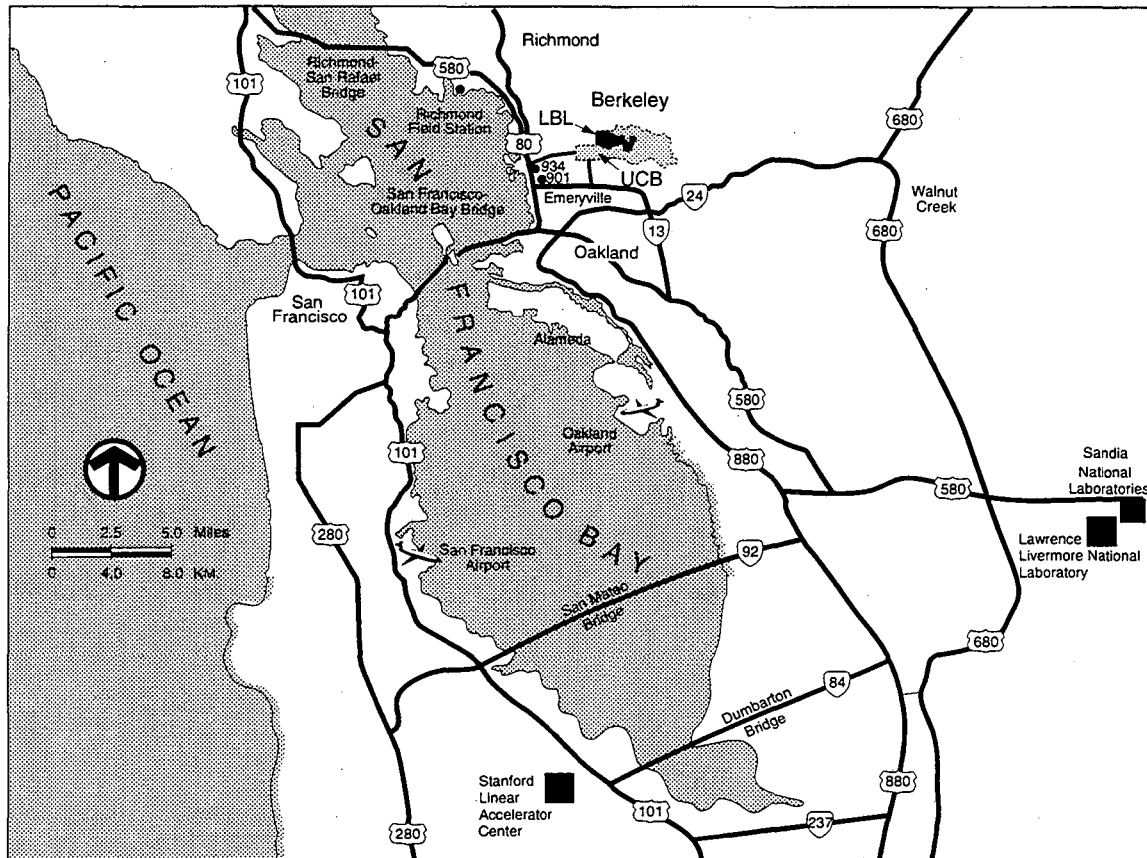 Richmond
Richmond-
San Rafael
Bridge
580
101
680
Berkeley
LBL
Richmond
Field Station
80
934
901
UCB
Emeryville
24
Walnut
Creek
680
San Francisco-
Oakland Bay Bridge
13
Oakland
PACIFIC OCEAN
SAN FRANCISCO BAY
101
San
Francisco
Alameda
580
Oakland
Airport
101
880
Sandia
National
Laboratories
580
0 2.5 5.0 Miles
0 4.0 8.0 KM.
280
San Francisco
Airport
92
Lawrence
Livermore National
Laboratory
San Mateo
Bridge
680
84
Dumbarton
Bridge
Stanford
Linear
Accelerator
Center
880
101
237
280